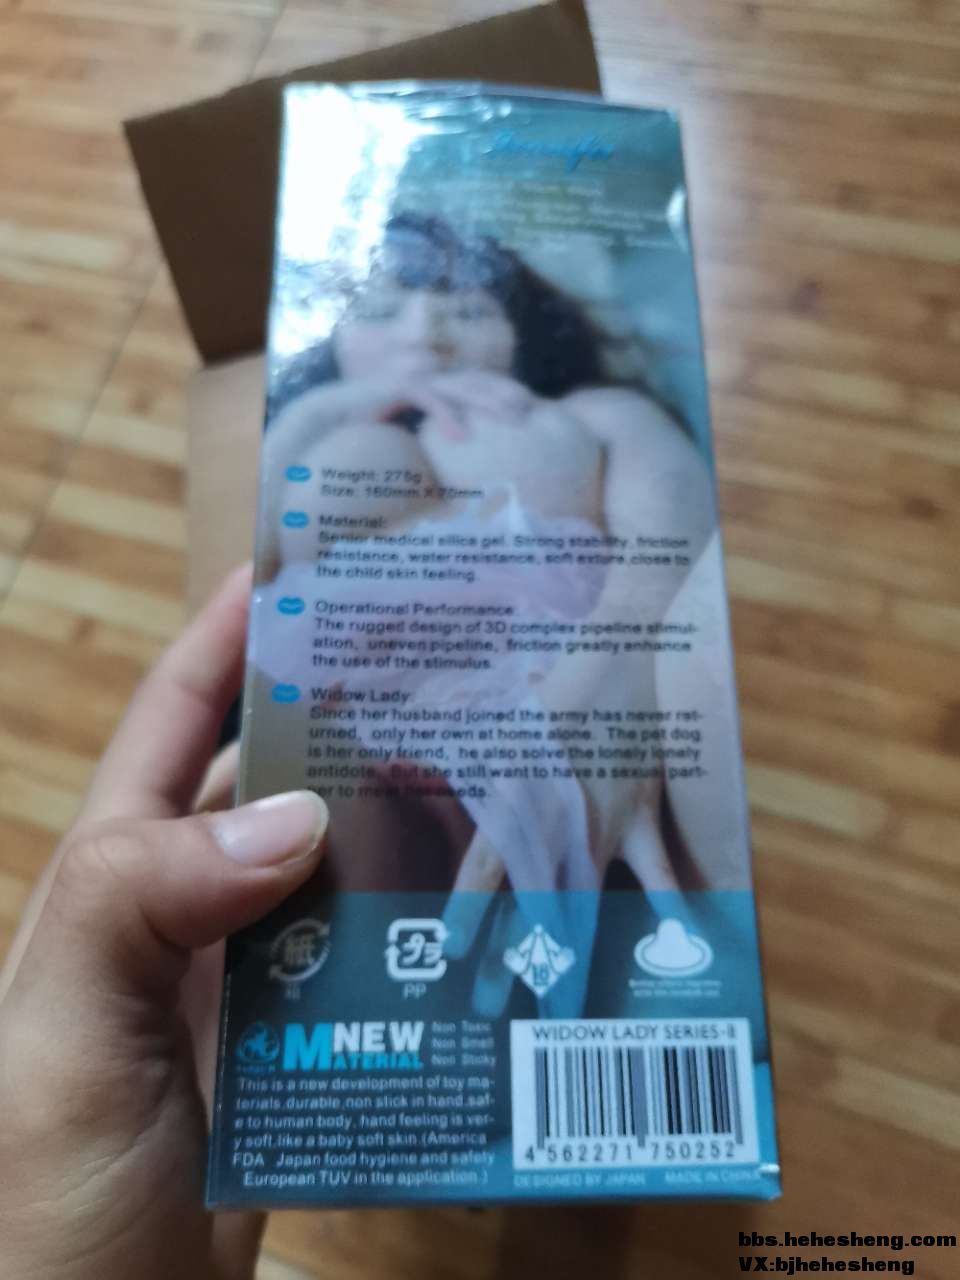 Weight: 275g
Size: 160mm X 70mm
Material:
Senior medical silica gel. Strong stability, friction
resistance, water resistance, soft exture,close to
the child skin feeling.
Operational Performance:
The rugged design of 3D complex pipeline stimul-
ation, uneven pipeline, friction greatly enhance
the use of the stimulus.
Widow Lady:
Since her husband joined the army has never ret-
urned, only her own at home alone. The pet dog
is her only friend, he also solve the lonely lonely
antidote. But she still want to have a sexual part-
ner to meet her needs.
紙
プラ
PP
18
MNEW
MATERIAL
Non Toxic
Non Smell
Non Sticky
This is a new development of toy ma-
terials,durable,non stick in hand,saf-
e to human body, hand feeling is ver-
y soft,like a baby soft skin.(America
FDA Japan food hygiene and safety
European TUV in the application.)
WIDOW LADY SERIES-II
4 562271 750252
DESIGNED BY JAPAN MADE IN CHINA
bbs.hehesheng.com
VX:bjhehesheng